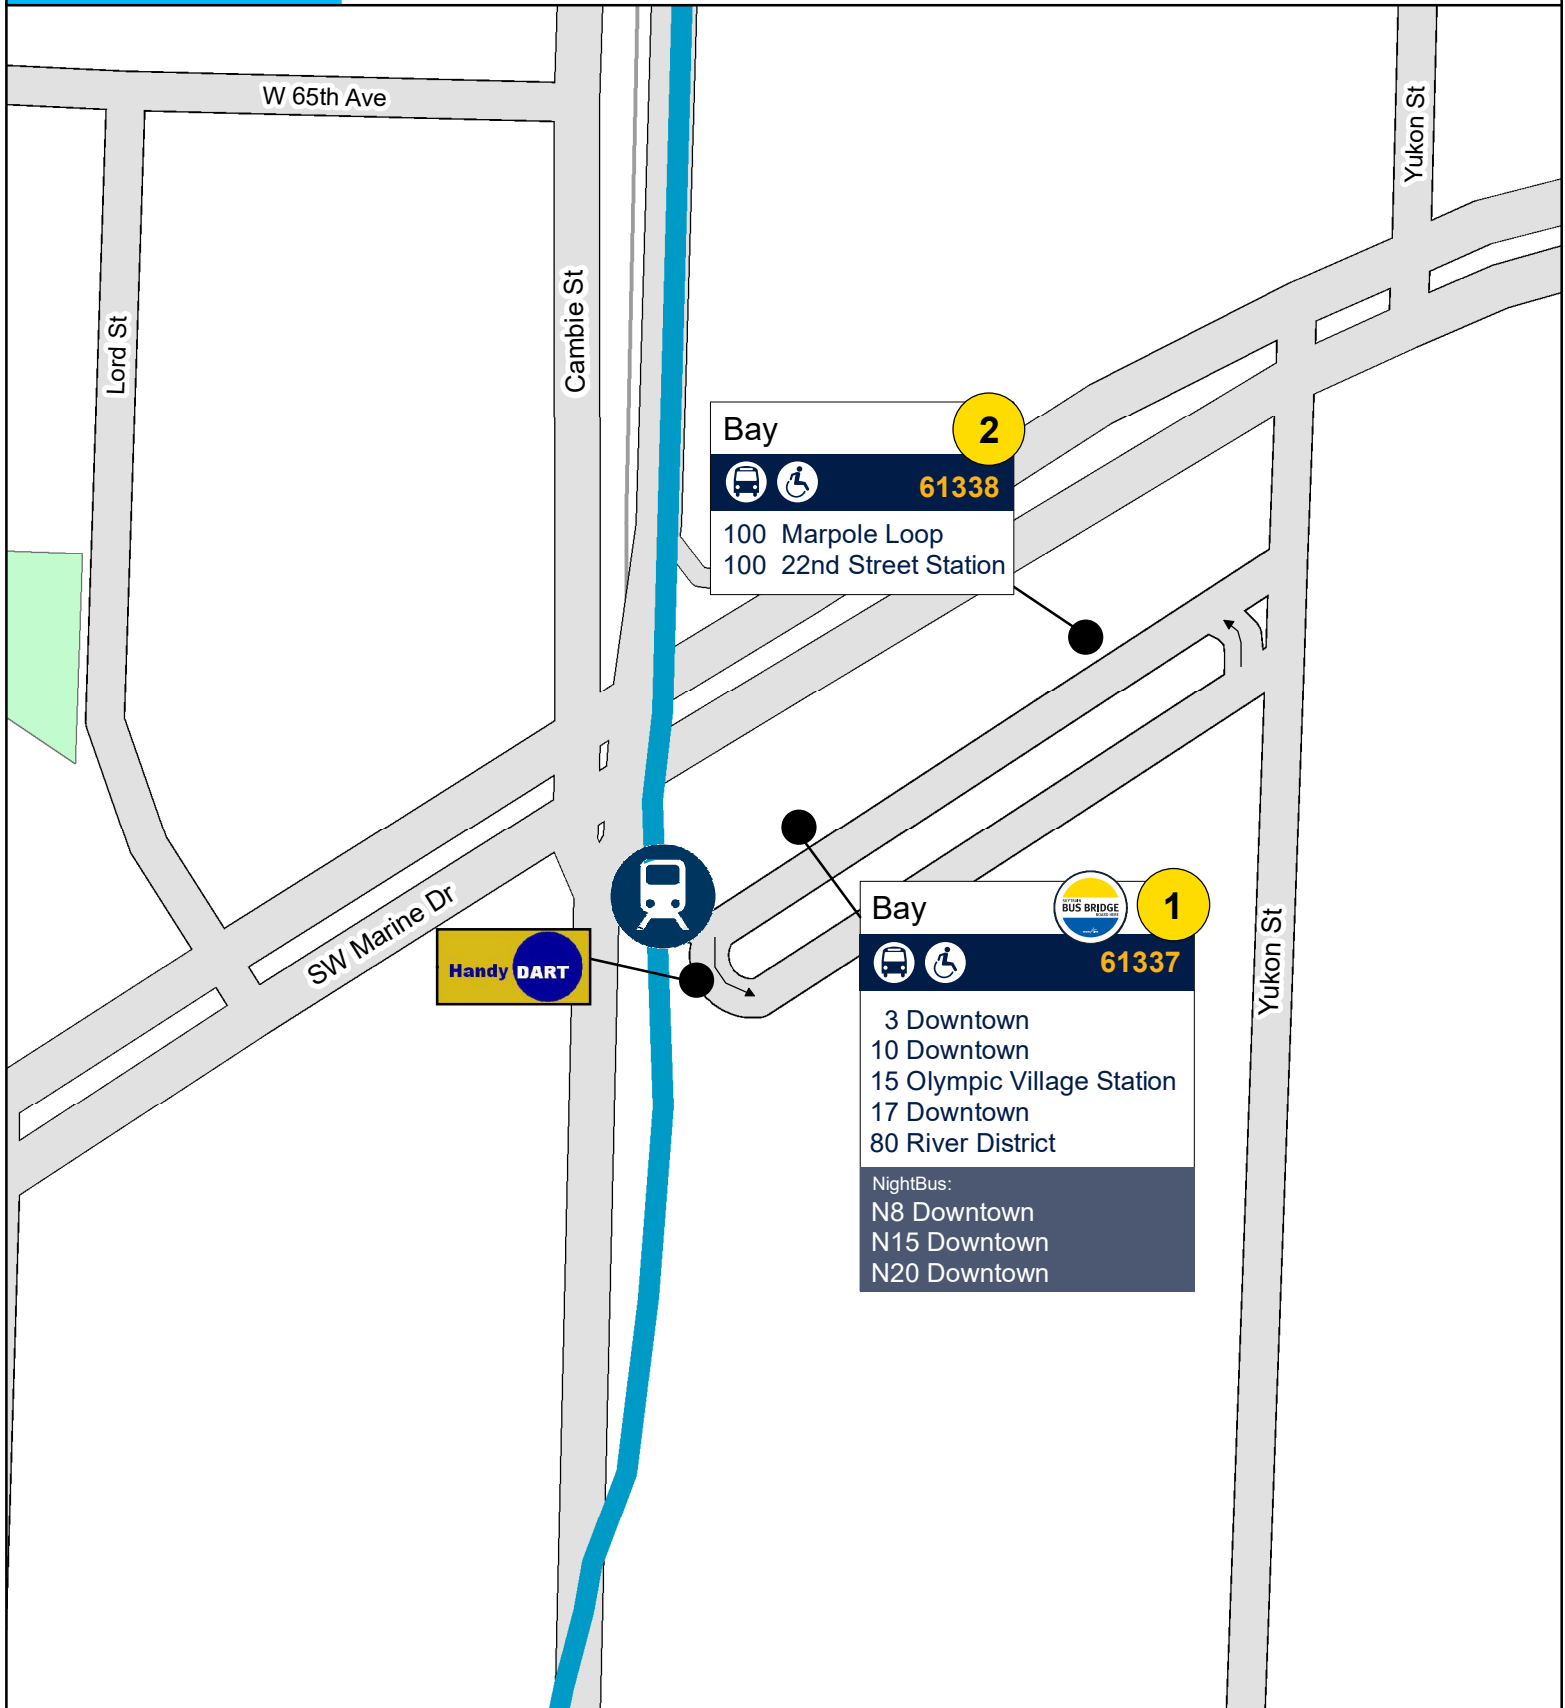 W 65th Ave
Yukon St
Lord St
Cambie St
Bay
2
61338
100 Marpole Loop
100 22nd Street Station
SW Marine Dr
Handy DART
Bay
BUS BRIDGE
1
61337
3 Downtown
10 Downtown
15 Olympic Village Station
17 Downtown
80 River District
NightBus:
N8 Downtown
N15 Downtown
N20 Downtown
Yukon St